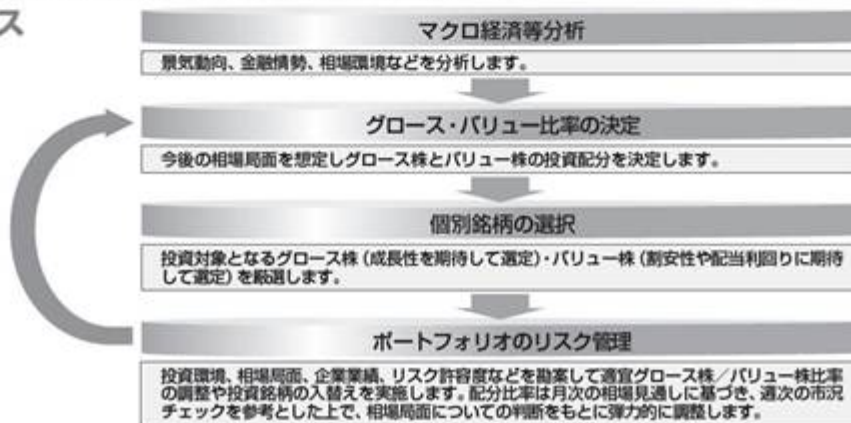 ス
マクロ経済等分析
景気動向、金融情勢、相場環境などを分析します。
グロース・バリュー比率の決定
今後の相場局面を想定しグロース株とバリュー株の投資配分を決定します。
個別銘柄の選択
投資対象となるグロース株（成長性を期待して選定）・バリュー株（割安性や配当利回りに期待
して選定）を厳選します。
ポートフォリオのリスク管理
投資環境、相場局面、企業業績、リスク許容度などを勘案して適宜グロース株／バリュー株比率
の調整や投資銘柄の入替えを実施します。配分比率は月次の相場見通しに基づき、週次の市況
チェックを参考とした上で、相場局面についての判断をもとに弾力的に調整します。